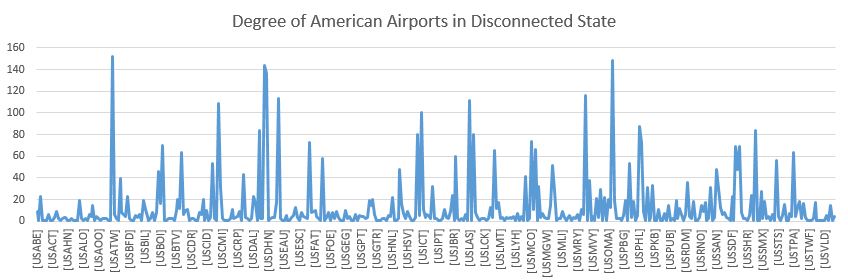 Degree of American Airports in Disconnected State
160
140
120
100
80
60
40
20
0
[USABE]
[USACT]
[USAHN]
[USALO]
[USAOO]
[USATW]
[USBFD]
[USBIL]
[USBOI]
[USBTV]
[USCDR]
[USCID]
[USCMI]
[USCRP]
[USDAL]
[USDHN]
[USEAU]
[USESC]
[USFAT]
[USFOE]
[USGEG]
[USGPT]
[USGTR]
[USHNL]
[USHSV]
[USICT]
[USIPT]
[USJBR]
[USLAS]
[USLCK]
[USLMT]
[USLYH]
[USMCO]
[USMGW]
[USMLI]
[USMRY]
[USMVY]
[USOMA]
[USPBG]
[USPHL]
[USPKB]
[USPUB]
[USRDM]
[USRNO]
[USSAN]
[USSDF]
[USSHR]
[USSMX]
[USSTS]
[USTPA]
[USTWF]
[USVLD]